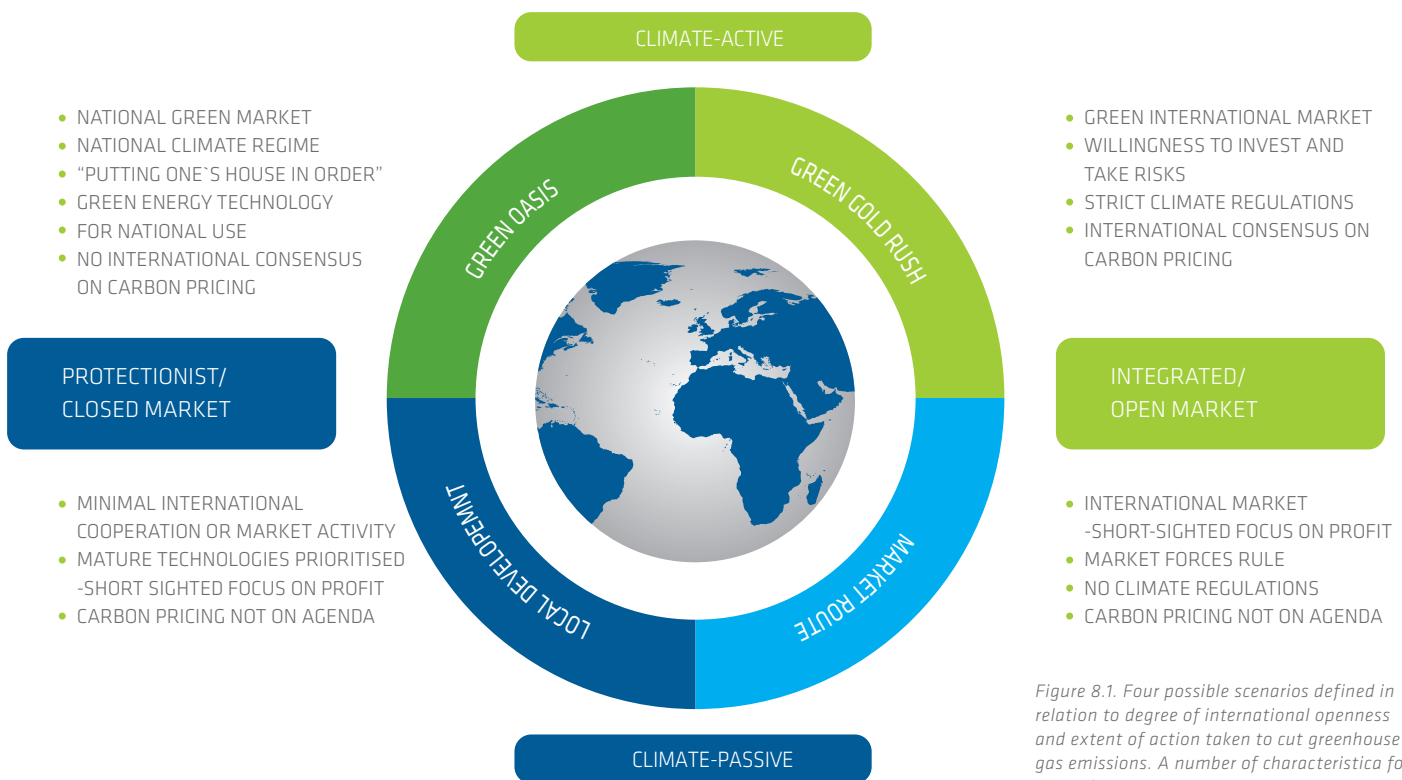 CLIMATE-ACTIVE
• NATIONAL GREEN MARKET
• NATIONAL CLIMATE REGIME
• “PUTTING ONE`S HOUSE IN ORDER”
• GREEN ENERGY TECHNOLOGY
• FOR NATIONAL USE
• NO INTERNATIONAL CONSENSUS
ON CARBON PRICING
GREEN OASIS
GREEN GOLD RUSH
• GREEN INTERNATIONAL MARKET
• WILLINGNESS TO INVEST AND
TAKE RISKS
• STRICT CLIMATE REGULATIONS
• INTERNATIONAL CONSENSUS ON
CARBON PRICING
PROTECTIONIST/
CLOSED MARKET
INTEGRATED/
OPEN MARKET
• MINIMAL INTERNATIONAL
COOPERATION OR MARKET ACTIVITY
• MATURE TECHNOLOGIES PRIORITISED
-SHORT SIGHTED FOCUS ON PROFIT
• CARBON PRICING NOT ON AGENDA
LOCAL DEVELOPEMNT
MARKET ROUTE
• INTERNATIONAL MARKET
-SHORT-SIGHTED FOCUS ON PROFIT
• MARKET FORCES RULE
• NO CLIMATE REGULATIONS
• CARBON PRICING NOT ON AGENDA
CLIMATE-PASSIVE
Figure 8.1. Four possible scenarios defined in
relation to degree of international openness
and extent of action taken to cut greenhouse
gas emissions. A number of characteristica fo